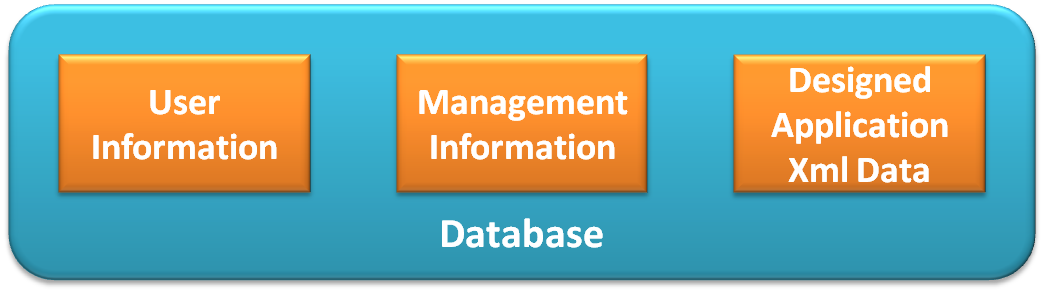 User
Information
Management
Information
Designed
Application
Xml Data
Database